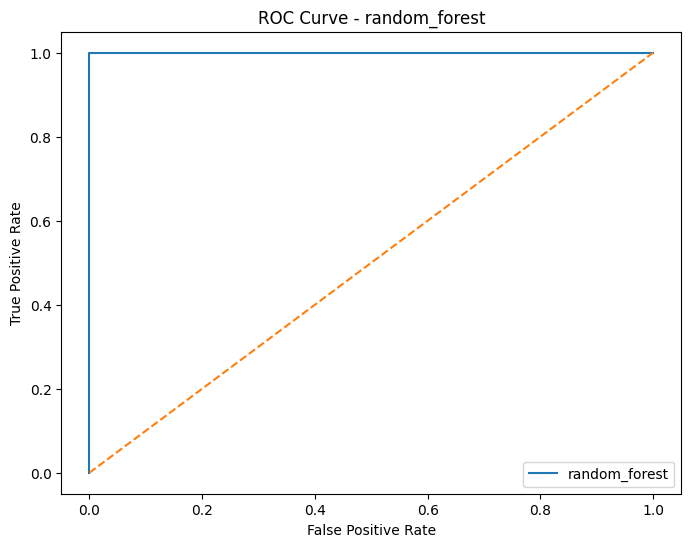 ROC Curve - random_forest
1.0
0.8
0.6
0.4
0.2
0.0
True Positive Rate
random_forest
0.0 0.2 0.4 0.6 0.8 1.0
False Positive Rate